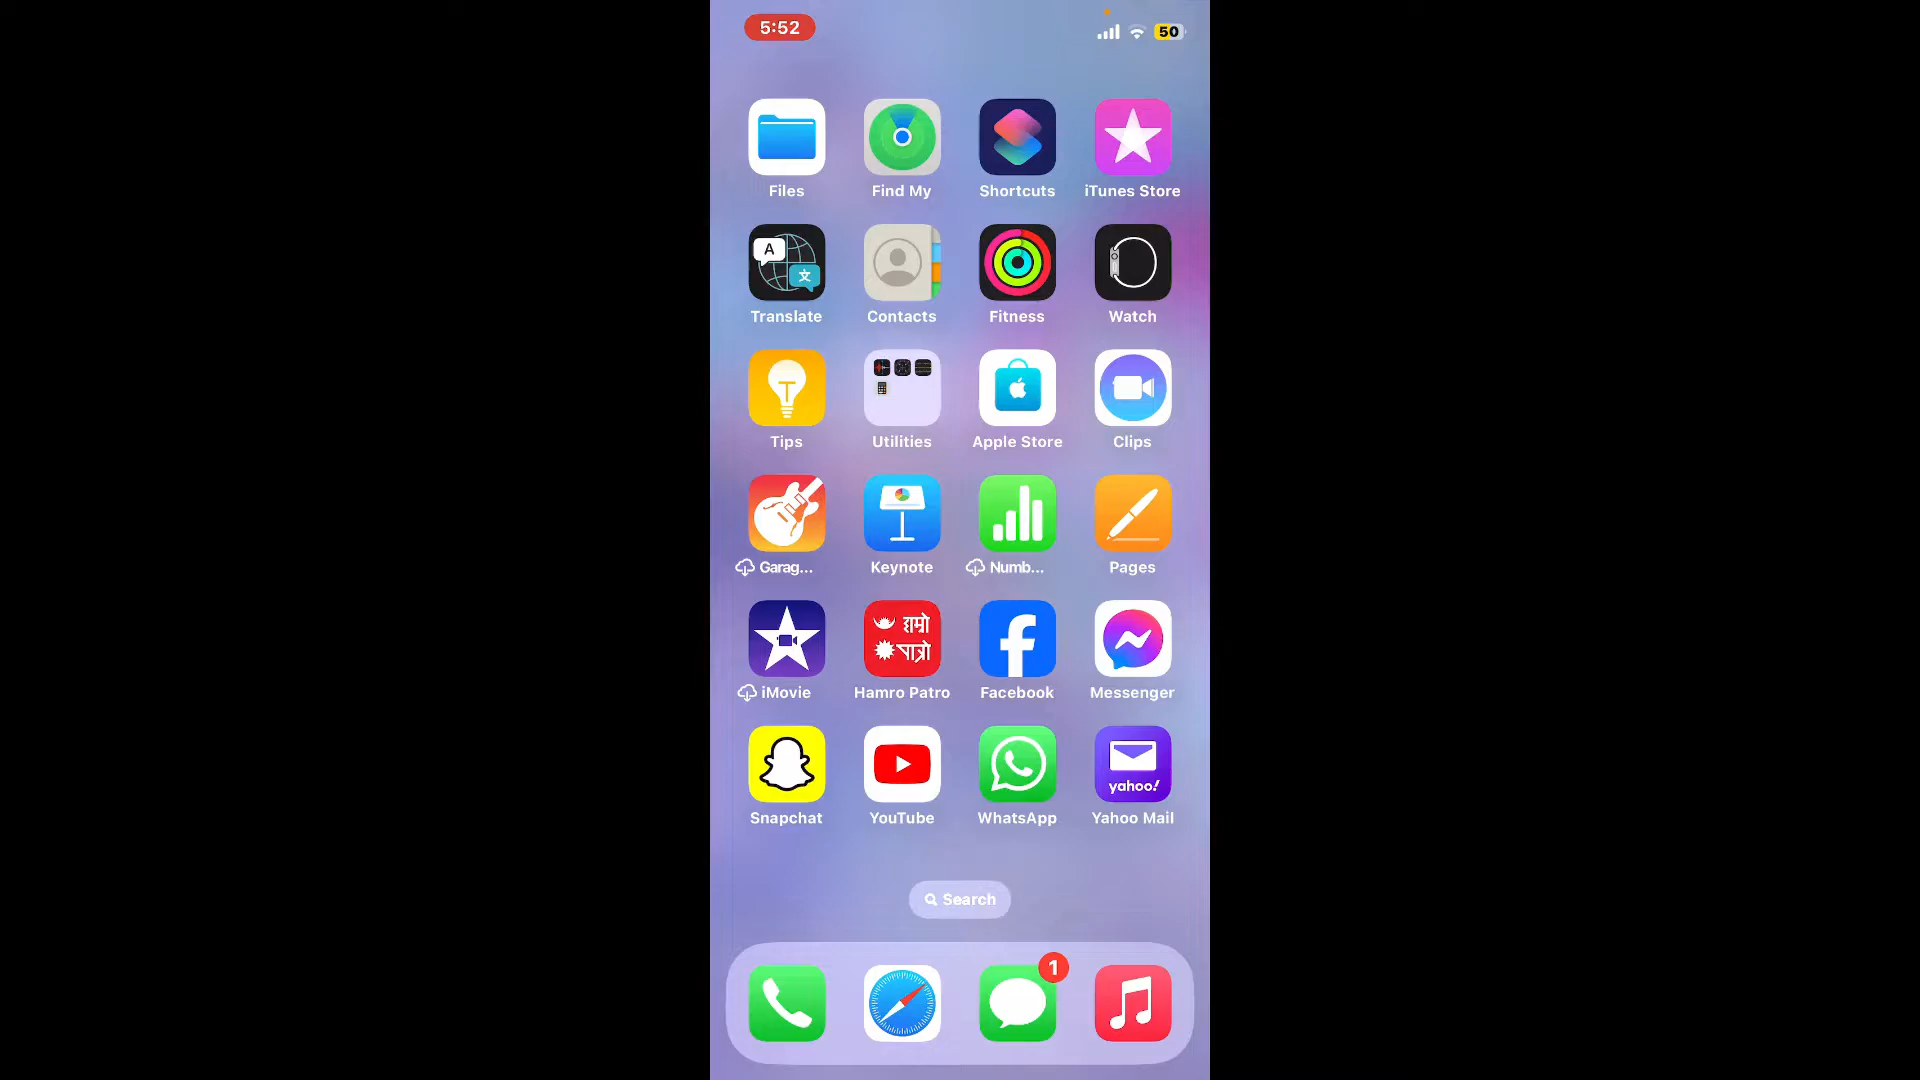 5:52
50
Files
Find My
Shortcuts
iTunes Store
A
文
Translate
Contacts
Fitness
Watch
Tips
Utilities
Apple Store
Clips
Garag...
Keynote
Numb...
Pages
हाम्रो
पात्रो
iMovie
Hamro Patro
Facebook
Messenger
yahoo!
Snapchat
YouTube
WhatsApp
Yahoo Mail
Search
1